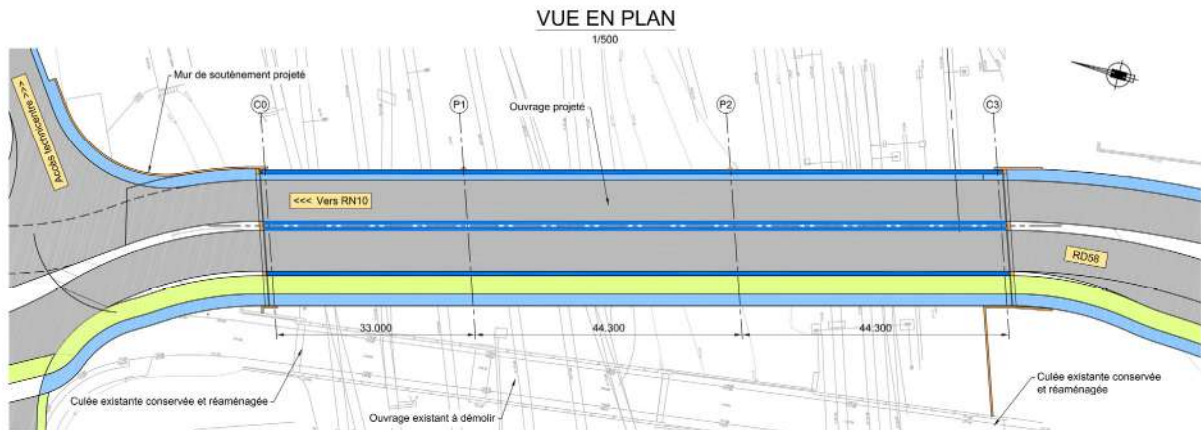 VUE EN PLAN
1/500
Mur de soutènement projeté
Accès technicentre >>>
C0
P1
Ouvrage projeté
P2
C3
<<< Vers RN10
RD58
33.000
44.300
44.300
Culée existante conservée et réaménagée
Ouvrage existant à démolir
Culée existante conservée
et réaménagée